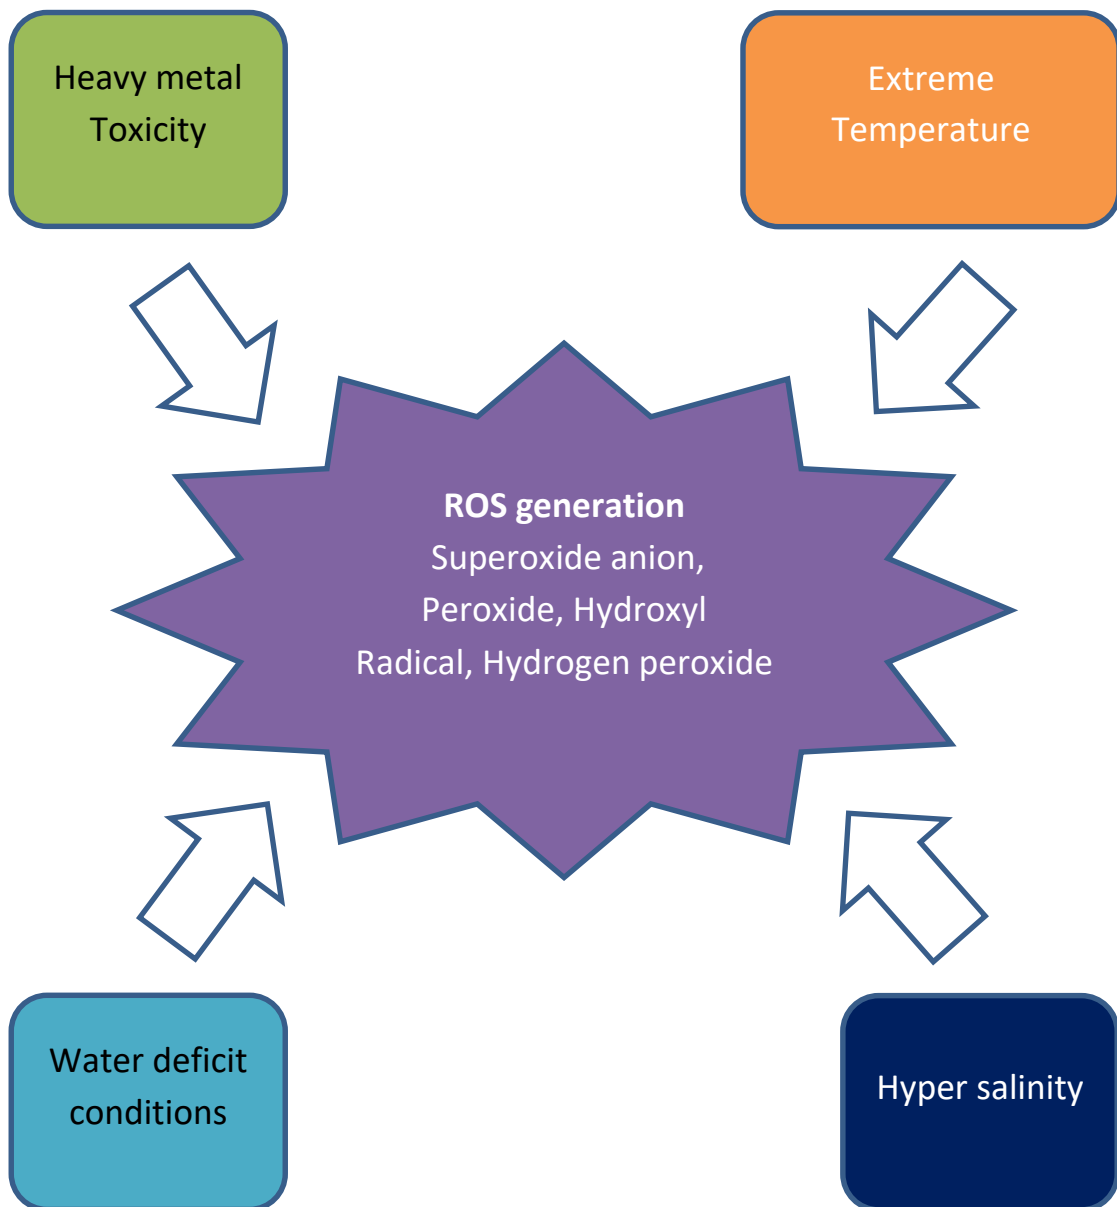 Heavy metal
Toxicity
Extreme
Temperature
ROS generation
Superoxide anion,
Peroxide, Hydroxyl
Radical, Hydrogen peroxide
Water deficit
conditions
Hyper salinity